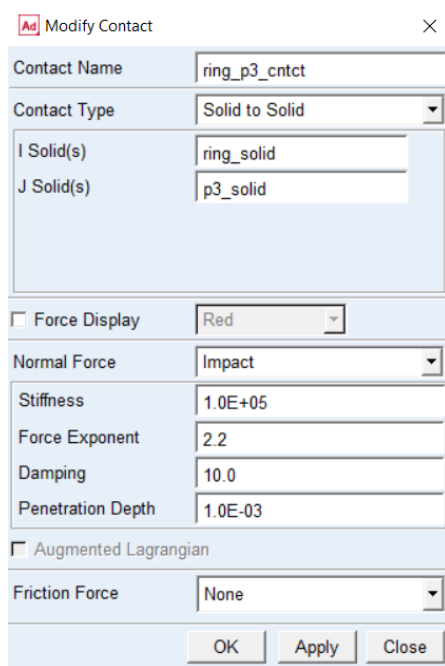 Ad Modify Contact
Contact Name ring_p3_cntct
Contact Type Solid to Solid
I Solid(s) ring_solid
J Solid(s) p3_solid
Force Display Red
Normal Force Impact
Stiffness 1.0E+05
Force Exponent 2.2
Damping 10.0
Penetration Depth 1.0E-03
Augmented Lagrangian
Friction Force None
OK Apply Close